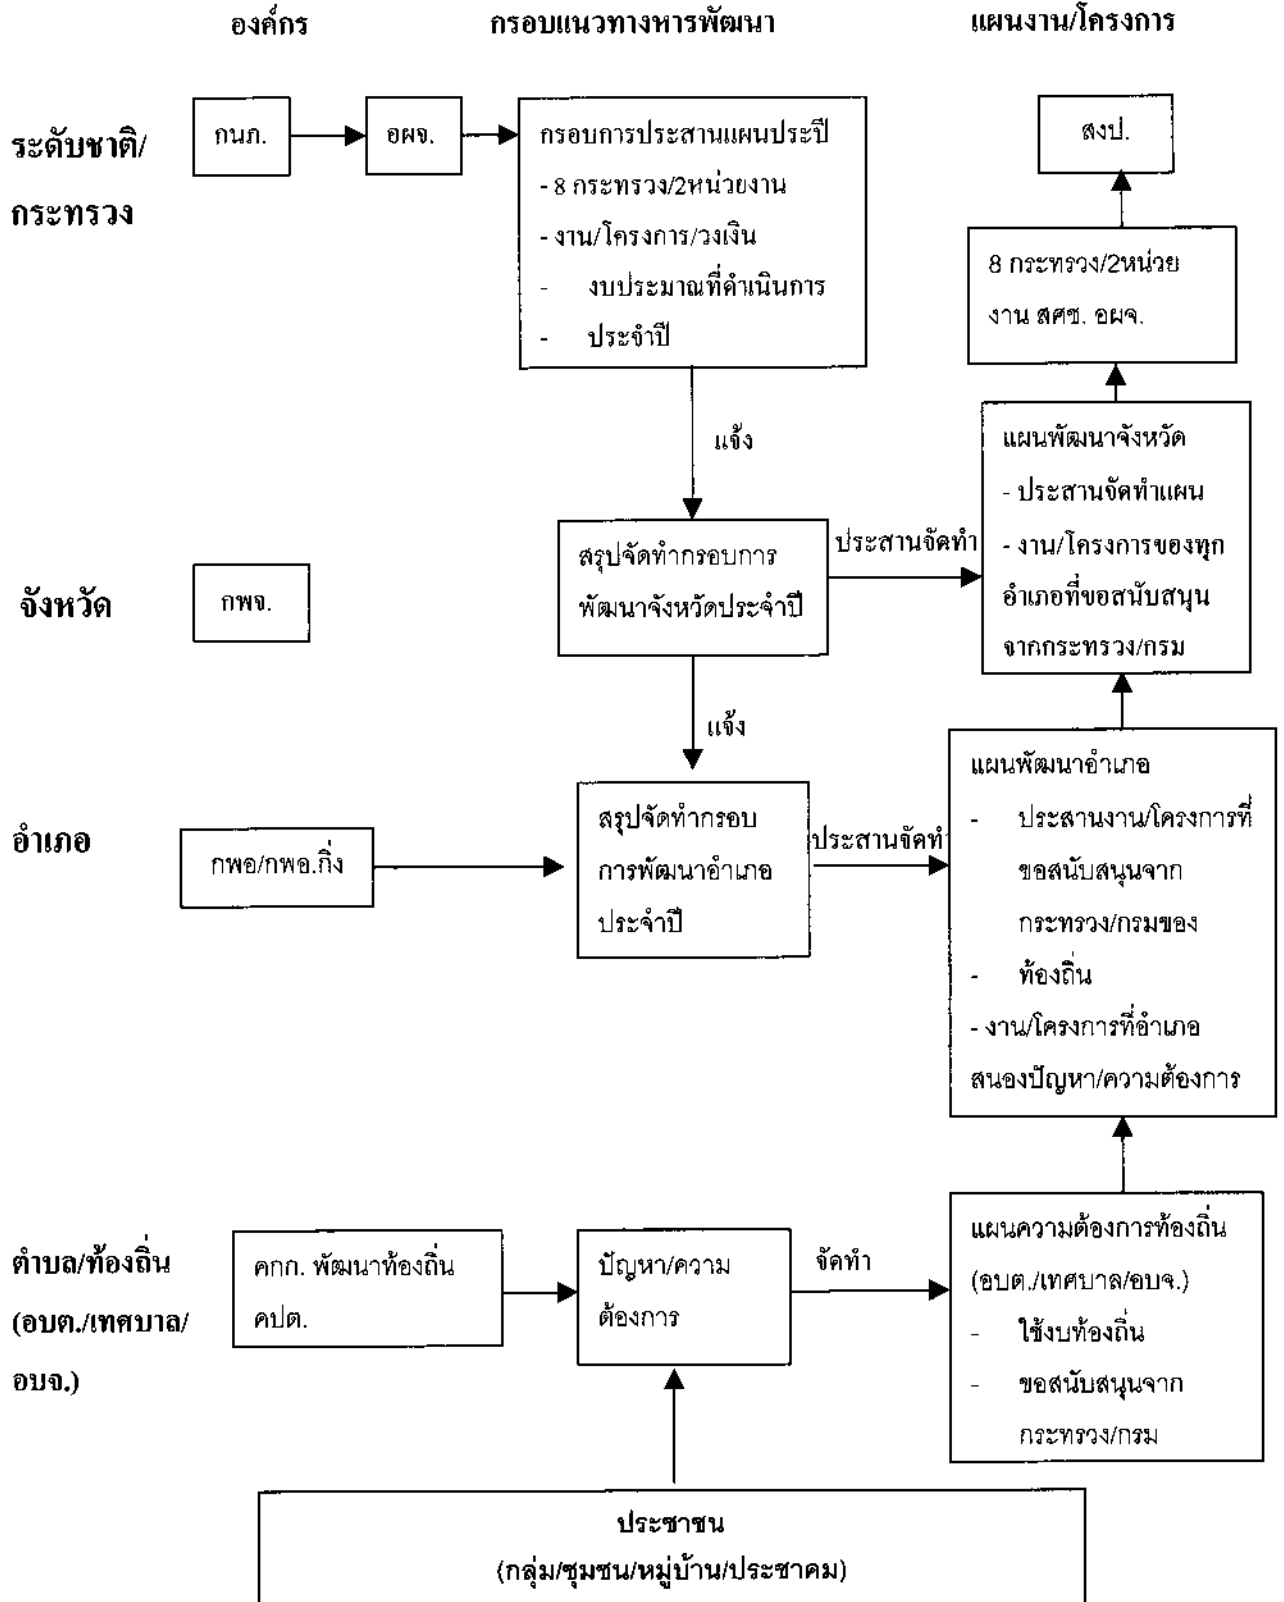 องค์กร
กรอบแนวทางหารพัฒนา
แผนงาน/โครงการ
ระดับชาติ/
กระทรวง
กนภ.
อผจ.
กรอบการประสานแผนประปี
- 8 กระทรวง/2หน่วยงาน
- งาน/โครงการ/วงเงิน
- งบประมาณที่ดำเนินการ
- ประจำปี
สงป.
8 กระทรวง/2หน่วย
งาน สศช. อผจ.
แจ้ง
แผนพัฒนาจังหวัด
- ประสานจัดทำแผน
- งาน/โครงการของทุก
อำเภอที่ขอสนับสนุน
จากกระทรวง/กรม
จังหวัด
กพจ.
สรุปจัดทำกรอบการ
พัฒนาจังหวัดประจำปี
ประสานจัดทำ
แจ้ง
อำเภอ
กพอ/กพอ.กิ่ง
สรุปจัดทำกรอบ
การพัฒนาอำเภอ
ประจำปี
ประสานจัดทำ
แผนพัฒนาอำเภอ
- ประสานงาน/โครงการที่
ขอสนับสนุนจาก
กระทรวง/กรมของ
- ท้องถิ่น
- งาน/โครงการที่อำเภอ
สนองปัญหา/ความต้องการ
ตำบล/ท้องถิ่น
(อบต./เทศบาล/
อบจ.)
คกก. พัฒนาท้องถิ่น
คปต.
ปัญหา/ความ
ต้องการ
จัดทำ
แผนความต้องการท้องถิ่น
(อบต./เทศบาล/อบจ.)
- ใช้งบท้องถิ่น
- ขอสนับสนุนจาก
กระทรวง/กรม
ประชาชน
(กลุ่ม/ชุมชน/หมู่บ้าน/ประชาคม)